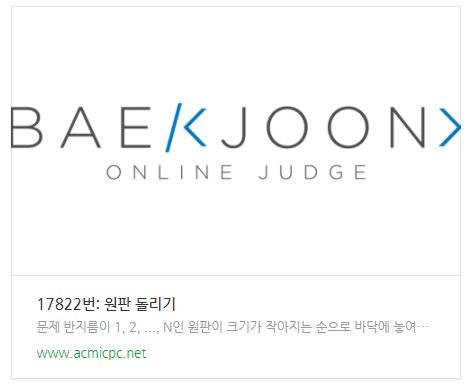 BAEKJOON>
ONLINE JUDGE
17822번: 원판 돌리기
문제 반지름이 1, 2, ..., N인 원판이 크기가 작아지는 순으로 바닥에 놓여…
www.acmicpc.net